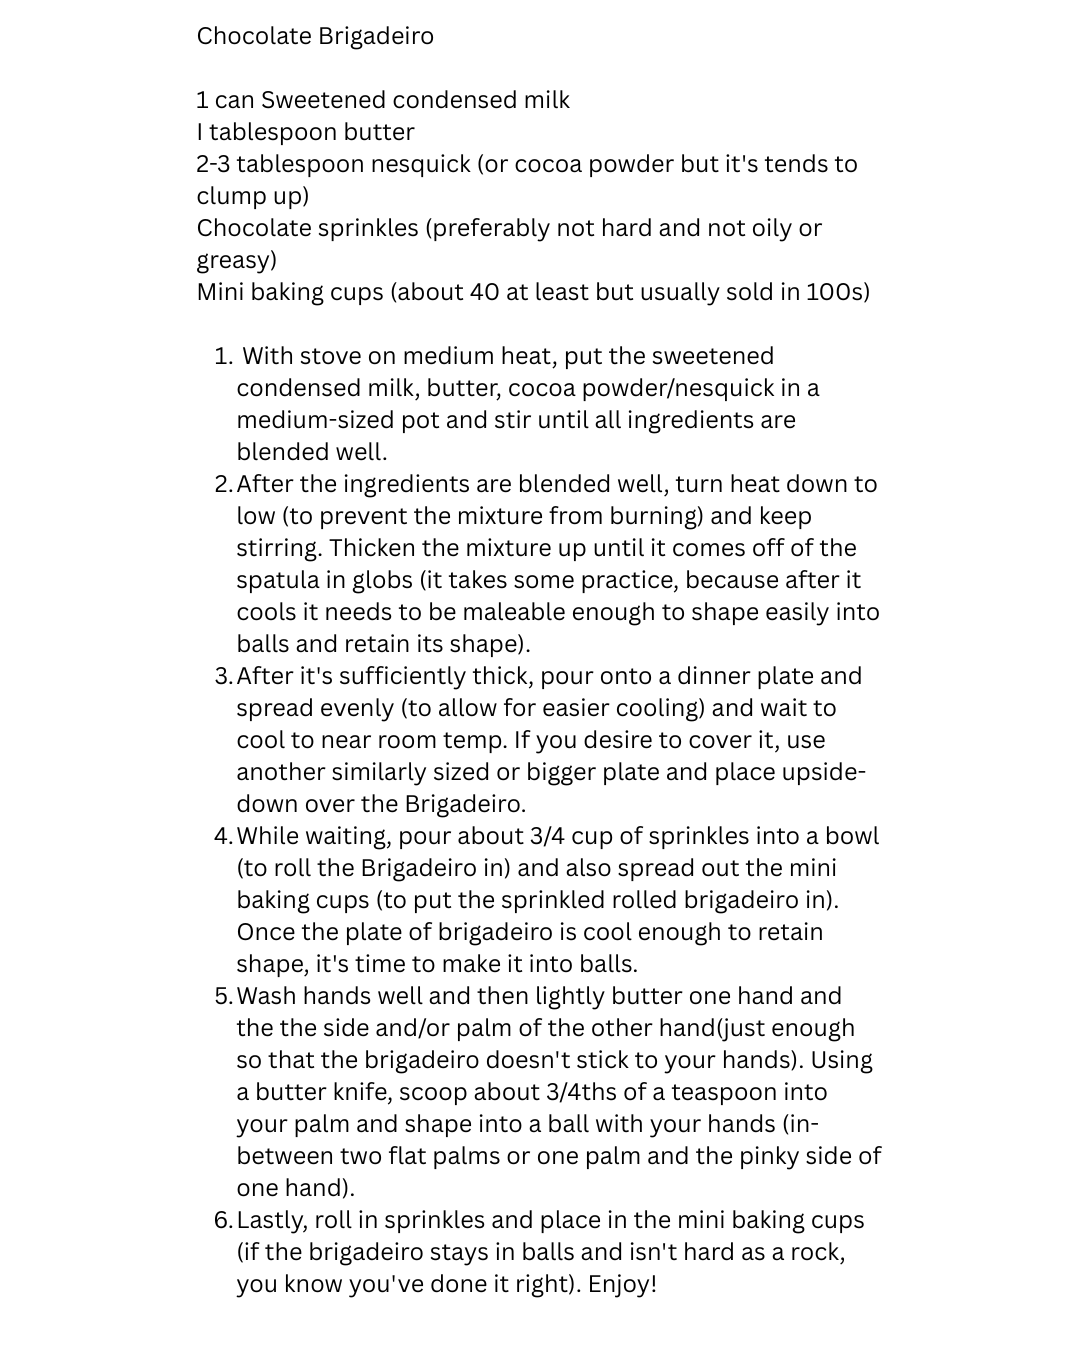 Chocolate Brigadeiro
1 can Sweetened condensed milk
I tablespoon butter
2-3 tablespoon nesquick (or cocoa powder but it's tends to
clump up)
Chocolate sprinkles (preferably not hard and not oily or
greasy)
Mini baking cups (about 40 at least but usually sold in 100s)
1. With stove on medium heat, put the sweetened
condensed milk, butter, cocoa powder/nesquick in a
medium-sized pot and stir until all ingredients are
blended well.
2. After the ingredients are blended well, turn heat down to
low (to prevent the mixture from burning) and keep
stirring. Thicken the mixture up until it comes off of the
spatula in globs (it takes some practice, because after it
cools it needs to be maleable enough to shape easily into
balls and retain its shape).
3. After it's sufficiently thick, pour onto a dinner plate and
spread evenly (to allow for easier cooling) and wait to
cool to near room temp. If you desire to cover it, use
another similarly sized or bigger plate and place upside-
down over the Brigadeiro.
4. While waiting, pour about 3/4 cup of sprinkles into a bowl
(to roll the Brigadeiro in) and also spread out the mini
baking cups (to put the sprinkled rolled brigadeiro in).
Once the plate of brigadeiro is cool enough to retain
shape, it's time to make it into balls.
5. Wash hands well and then lightly butter one hand and
the the side and/or palm of the other hand(just enough
so that the brigadeiro doesn't stick to your hands). Using
a butter knife, scoop about 3/4ths of a teaspoon into
your palm and shape into a ball with your hands (in-
between two flat palms or one palm and the pinky side of
one hand).
6. Lastly, roll in sprinkles and place in the mini baking cups
(if the brigadeiro stays in balls and isn't hard as a rock,
you know you've done it right). Enjoy!